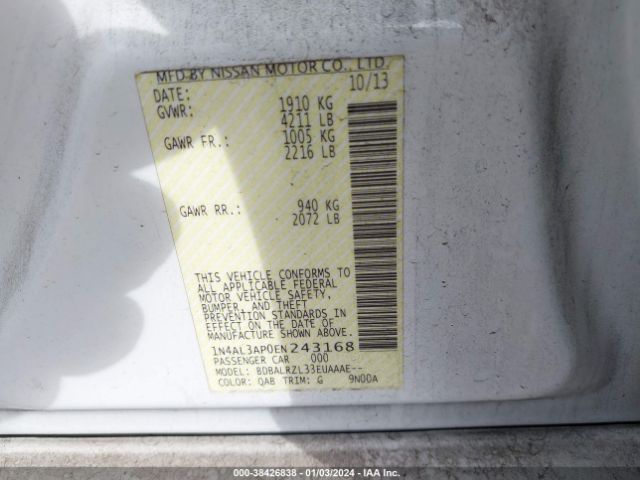 MFD BY NISSAN MOTOR CO., LTD.
DATE: 10/13
GVWR: 1910 KG
4211 LB
GAWR FR.: 1005 KG
2216 LB
GAWR RR.: 940 KG
2072 LB
THIS VEHICLE CONFORMS TO
ALL APPLICABLE FEDERAL
MOTOR VEHICLE SAFETY,
BUMPER, AND THEFT
PREVENTION STANDARDS IN
EFFECT ON THE DATE OF
MANUFACTURE SHOWN ABOVE.
1N4AL3AP0EN243168
PASSENGER CAR 000
MODEL: BDBALRZL33EUAAAE--
COLOR: QAB TRIM: G 9N00A
000-38426838 - 01/03/2024 - IAA Inc.